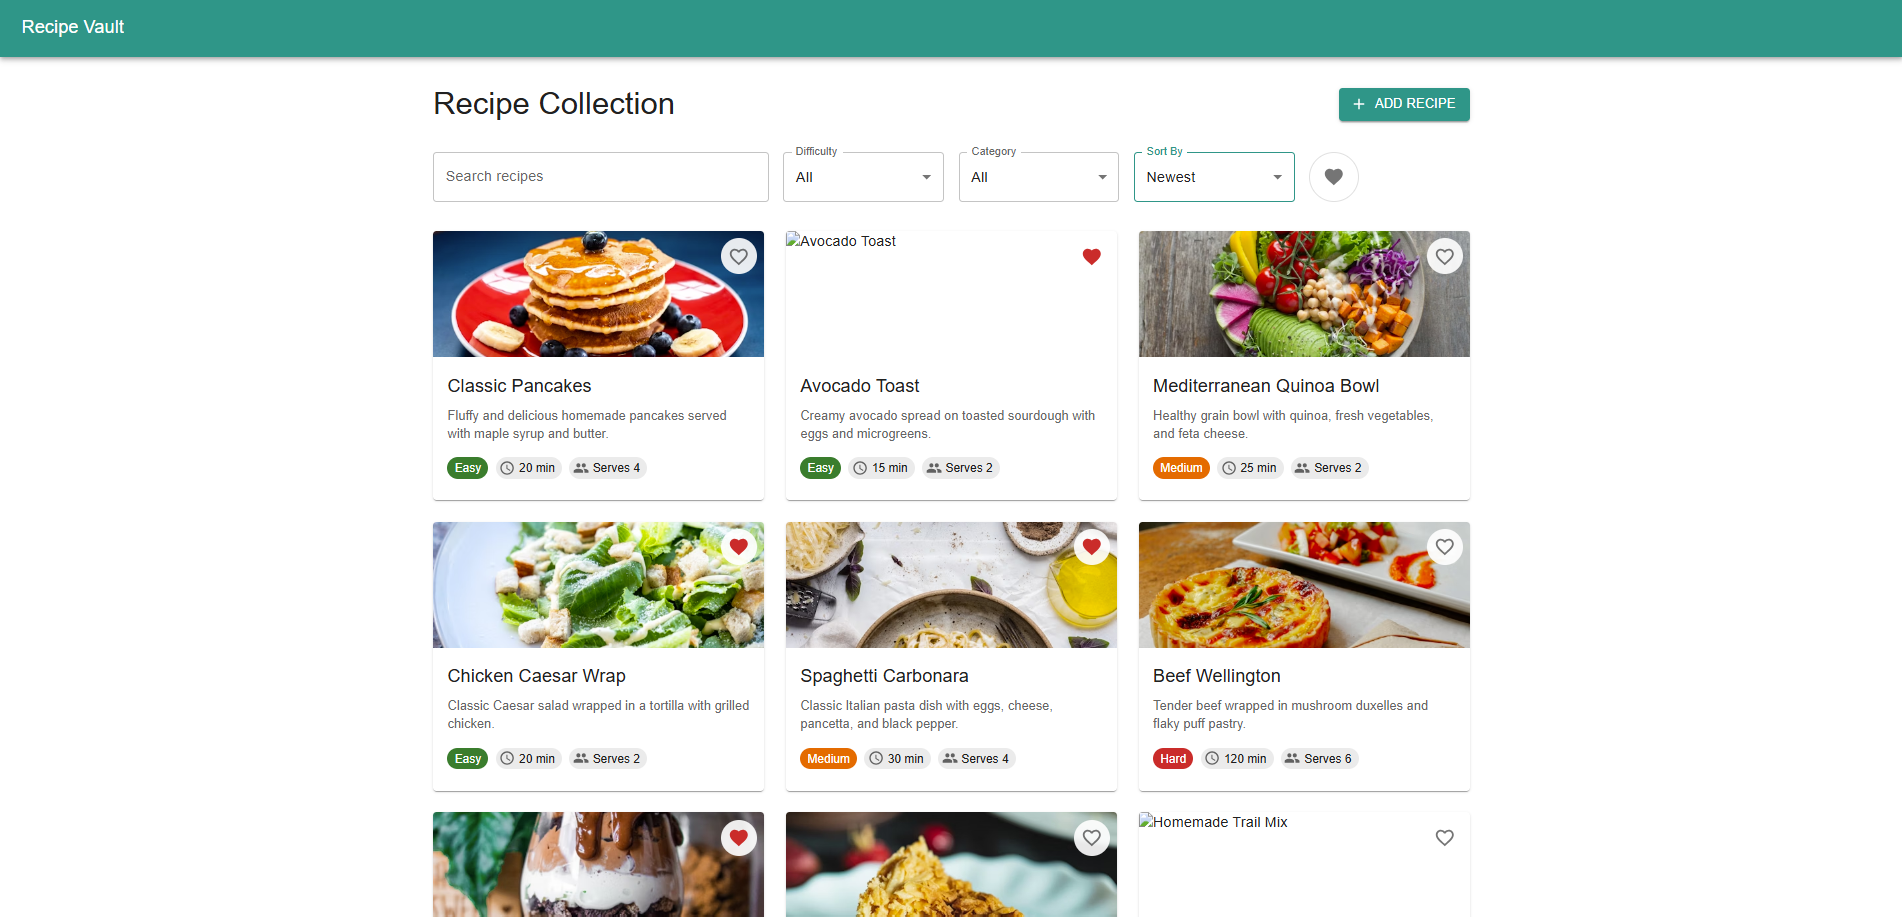 Recipe Vault
Recipe Collection
ADD RECIPE
Search recipes
Difficulty
All
Category
All
Sort By
Newest
Classic Pancakes
Fluffy and delicious homemade pancakes served
with maple syrup and butter.
Easy 20 min Serves 4
Avocado Toast
Avocado Toast
Creamy avocado spread on toasted sourdough with
eggs and microgreens.
Easy 15 min Serves 2
Mediterranean Quinoa Bowl
Healthy grain bowl with quinoa, fresh vegetables,
and feta cheese.
Medium 25 min Serves 2
Chicken Caesar Wrap
Classic Caesar salad wrapped in a tortilla with grilled
chicken.
Easy 20 min Serves 2
Spaghetti Carbonara
Classic Italian pasta dish with eggs, cheese,
pancetta, and black pepper.
Medium 30 min Serves 4
Beef Wellington
Tender beef wrapped in mushroom duxelles and
flaky puff pastry.
Hard 120 min Serves 6
Homemade Trail Mix